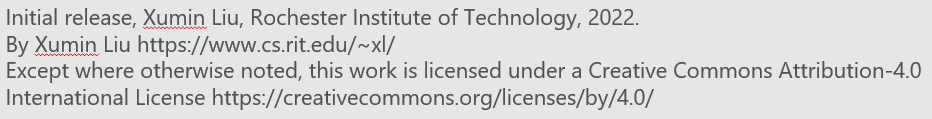 Initial release, Xumin Liu, Rochester Institute of Technology, 2022.
By Xumin Liu https://www.cs.rit.edu/~xl/
Except where otherwise noted, this work is licensed under a Creative Commons Attribution-4.0
International License https://creativecommons.org/licenses/by/4.0/